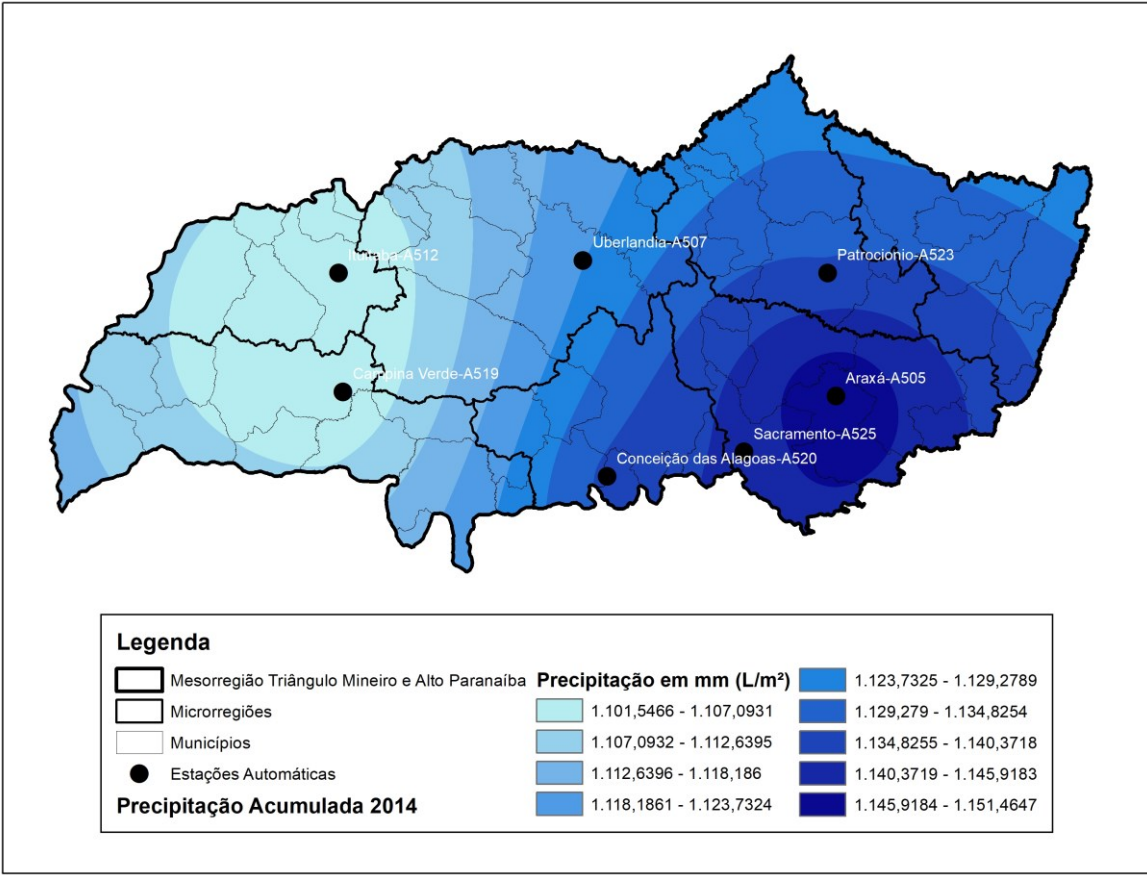 Uberlandia-A507
Ituiutaba-A512
Patrocionio-A523
Campina Verde-A519
Araxá-A505
Sacramento-A525
Conceição das Alagoas-A520
Legenda
Mesorregião Triângulo Mineiro e Alto Paranaíba
Microrregiões
Municípios
Estações Automáticas
Precipitação Acumulada 2014
Precipitação em mm (L/m²)
1.101,5466 - 1.107,0931
1.107,0932 - 1.112,6395
1.112,6396 - 1.118,186
1.118,1861 - 1.123,7324
1.123,7325 - 1.129,2789
1.129,279 - 1.134,8254
1.134,8255 - 1.140,3718
1.140,3719 - 1.145,9183
1.145,9184 - 1.151,4647